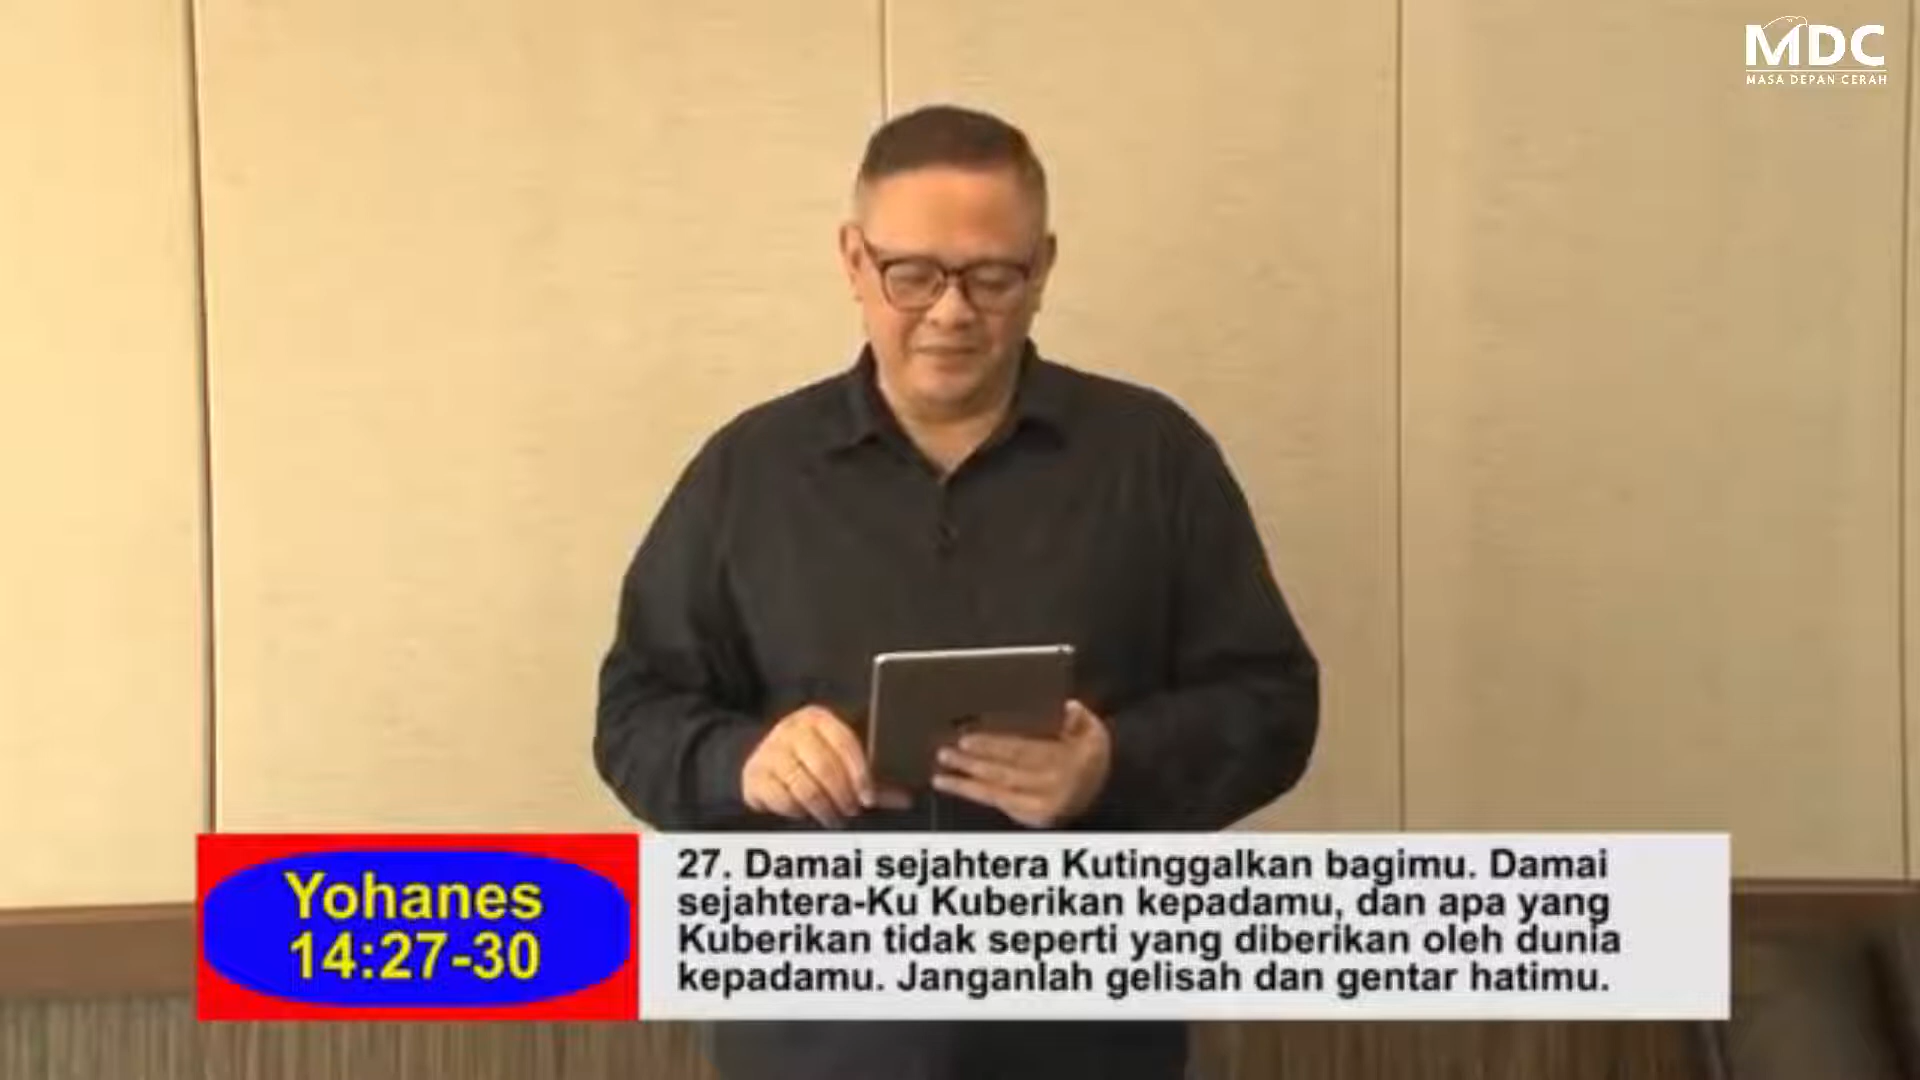 MDC
MASA DEPAN CERAH
Yohanes
14:27-30
27. Damai sejahtera Kutinggalkan bagimu. Damai
sejahtera-Ku Kuberikan kepadamu, dan apa yang
Kuberikan tidak seperti yang diberikan oleh dunia
kepadamu. Janganlah gelisah dan gentar hatimu.